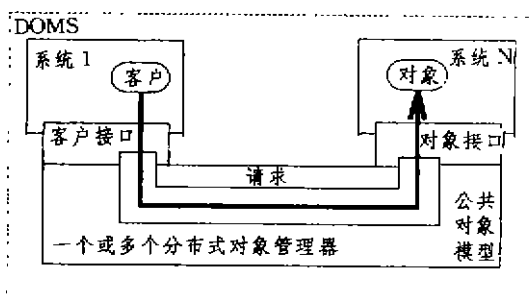 DOMS
系统 1
系统 N
客户
对象
客户接口
对象接口
请求
公共
对象
模型
一个或多个分布式对象管理器